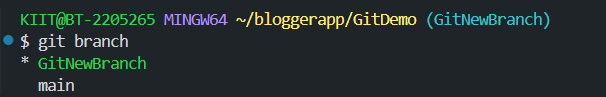 KIIT@BT-2205265 MINGW64 ~/bloggerapp/GitDemo (GitNewBranch)
$ git branch
* GitNewBranch
  main